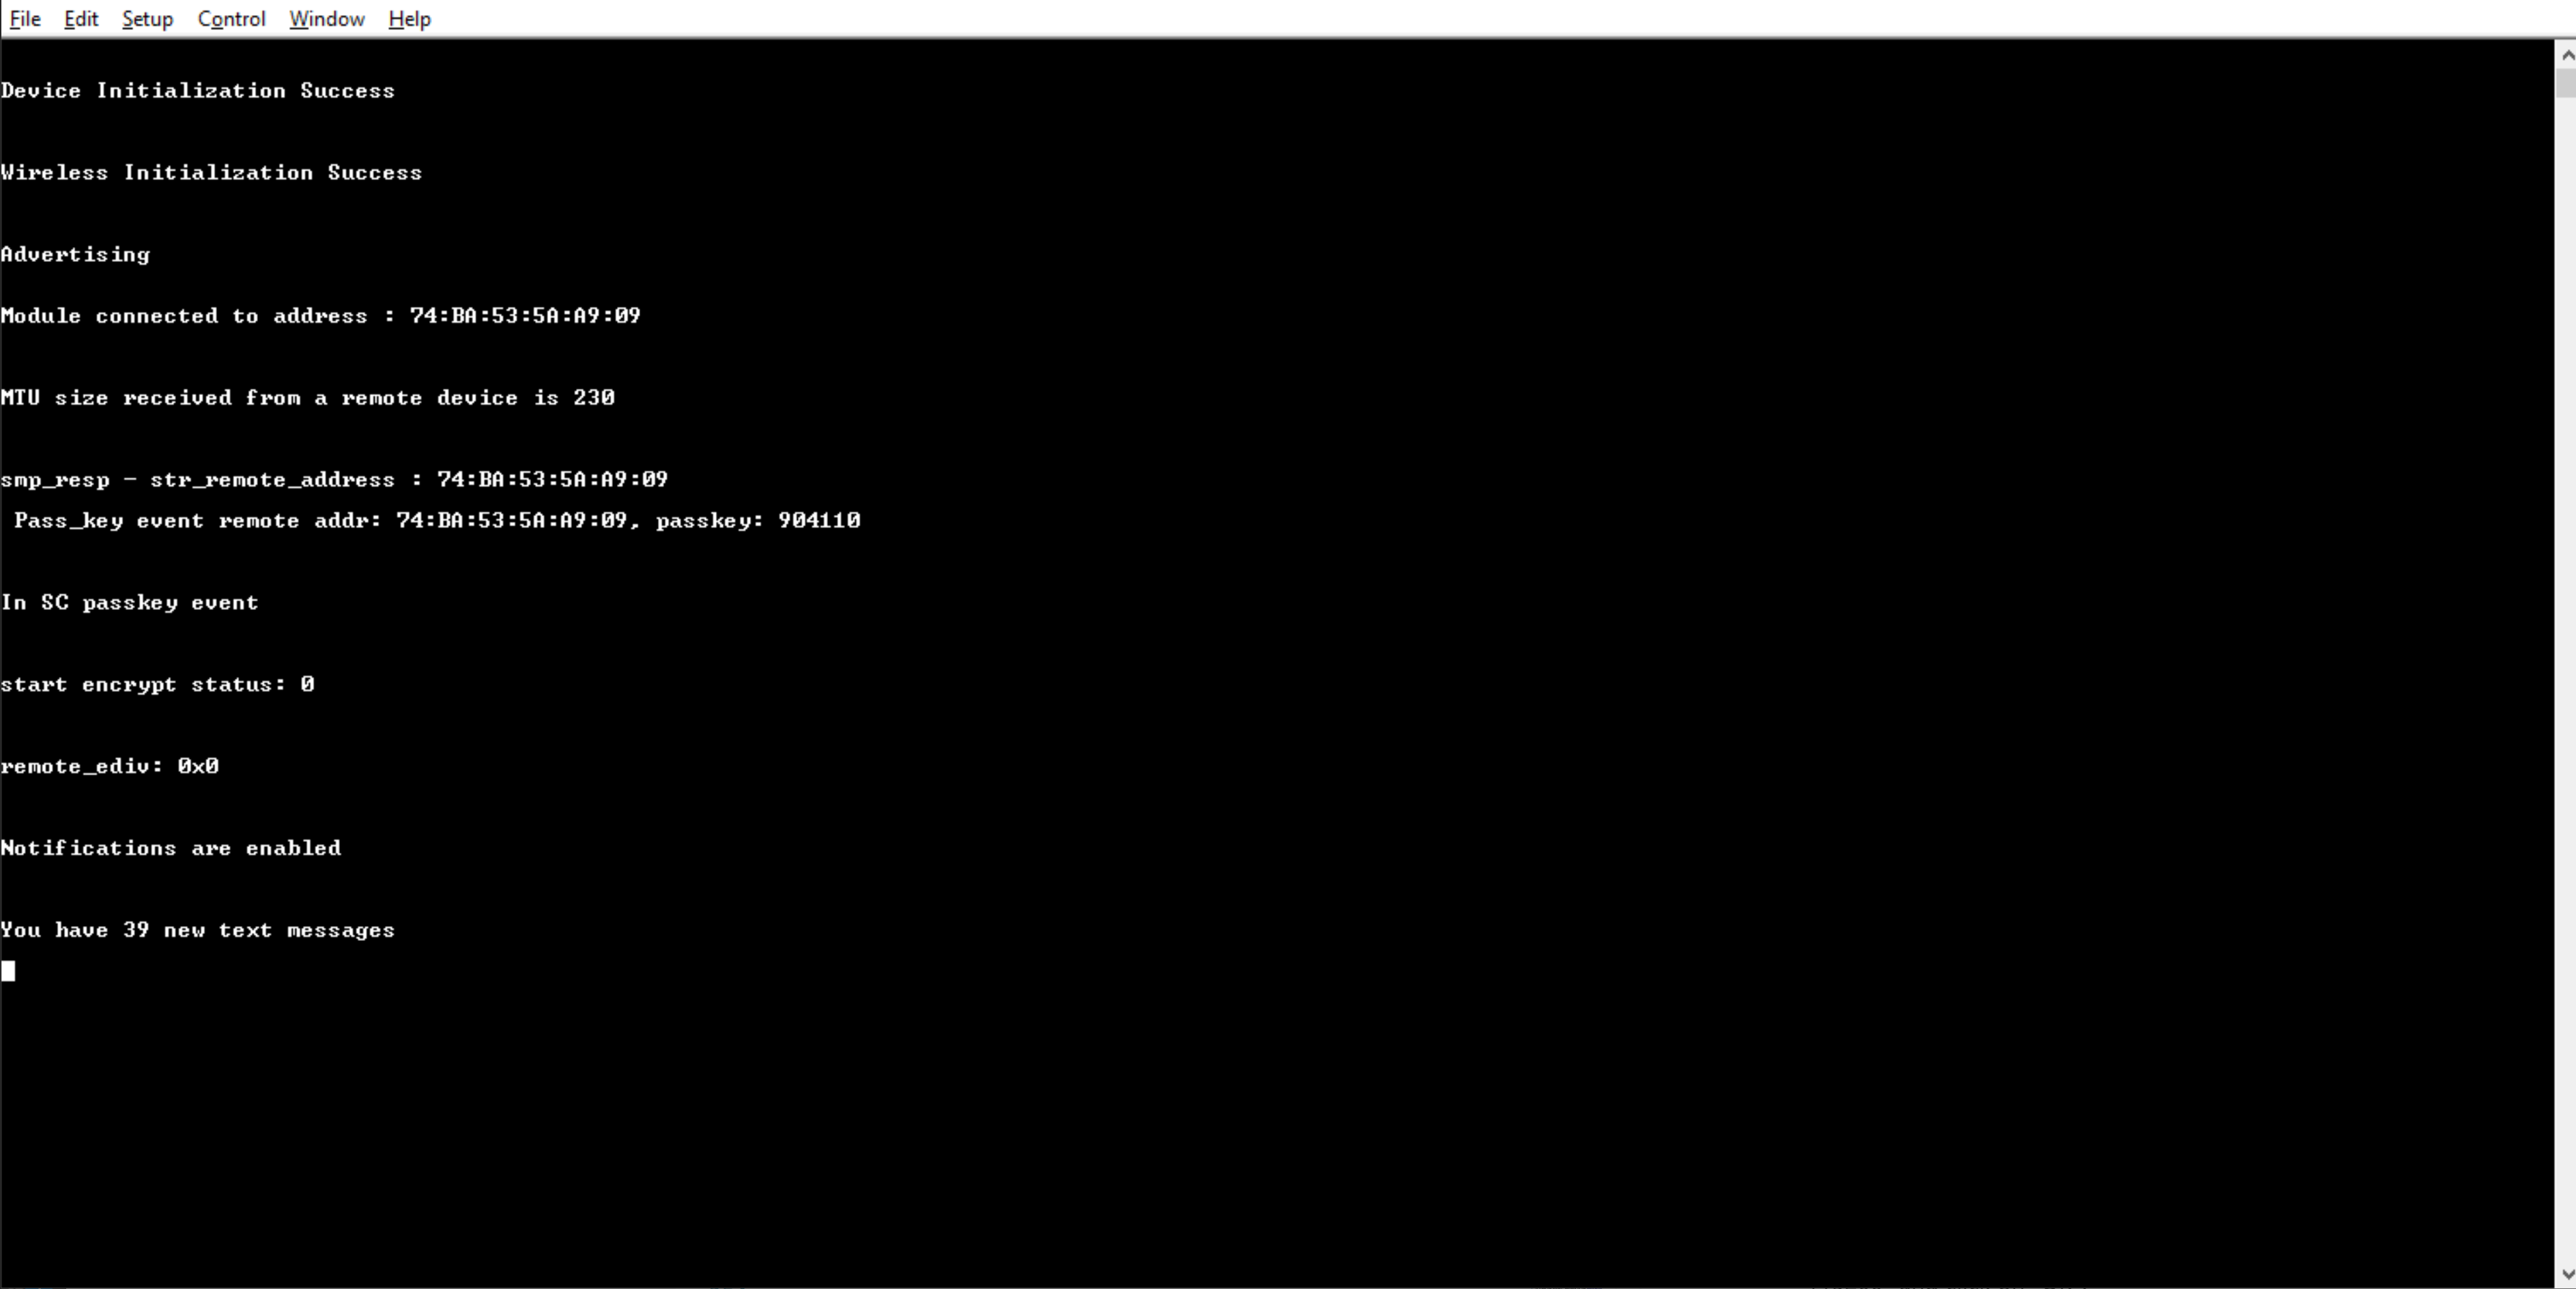 File Edit Setup Control Window Help
Device Initialization Success
Wireless Initialization Success
Advertising
Module connected to address : 74:BA:53:5A:A9:09
MTU size received from a remote device is 230
smp_resp - str_remote_address : 74:BA:53:5A:A9:09
Pass_key event remote addr: 74:BA:53:5A:A9:09, passkey: 904110
In SC passkey event
start encrypt status: 0
remote_ediv: 0x0
Notifications are enabled
You have 39 new text messages